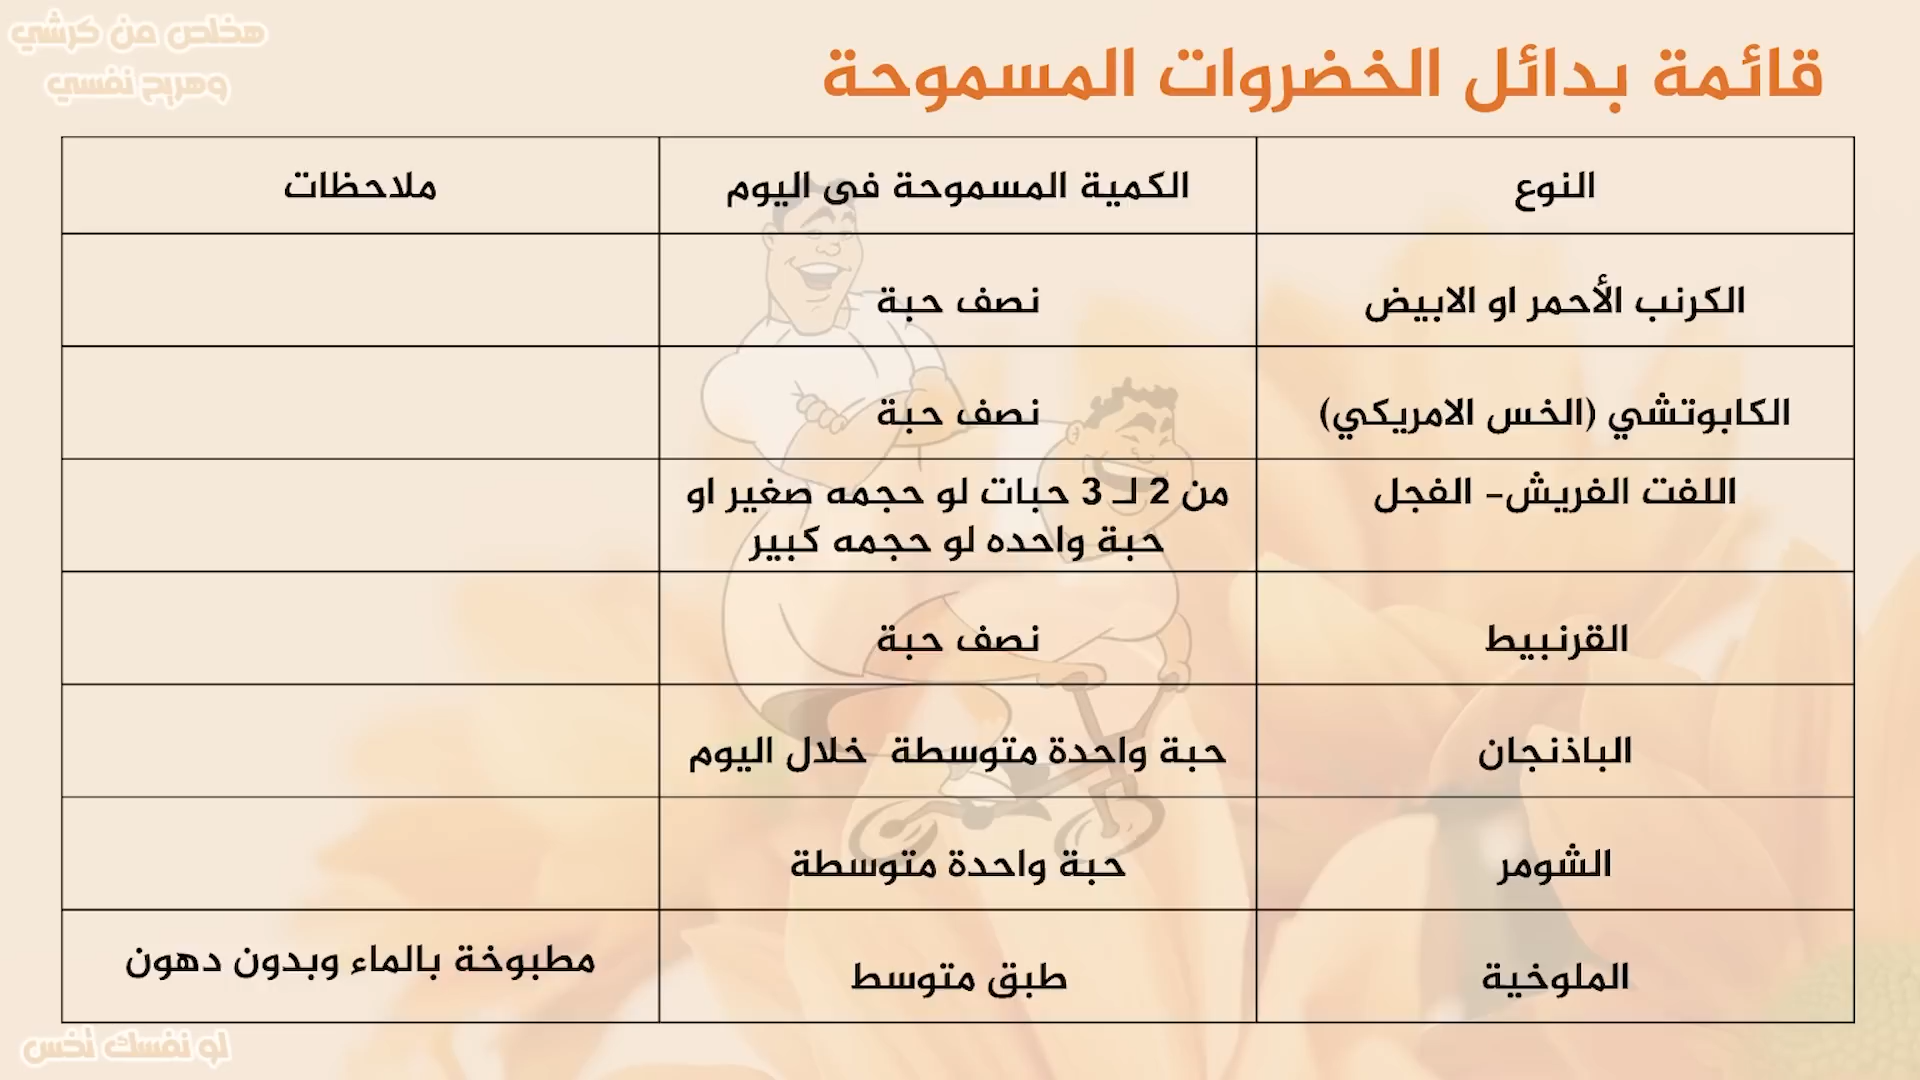 هخلص من كرشي
وهريح نفسي
قائمة بدائل الخضروات المسموحة
النوع
الكمية المسموحة فى اليوم
ملاحظات
الكرنب الأحمر او الابيض
نصف حبة
الكابوتشي (الخس الامريكي)
نصف حبة
اللفت الفريش- الفجل
من 2 لـ 3 حبات لو حجمه صغير او
حبة واحده لو حجمه كبير
القرنبيط
نصف حبة
الباذنجان
حبة واحدة متوسطة خلال اليوم
الشومر
حبة واحدة متوسطة
الملوخية
طبق متوسط
مطبوخة بالماء وبدون دهون
لو نفسك تخس